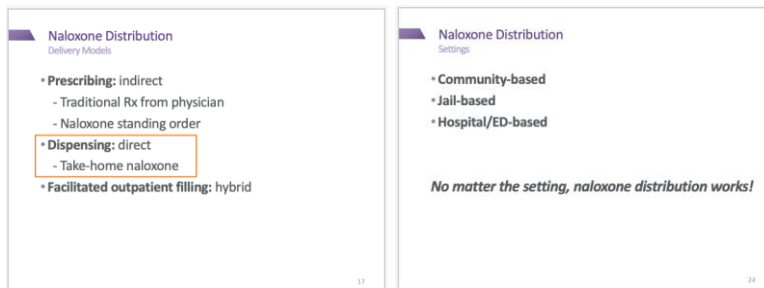 Naloxone Distribution
Delivery Models
• Prescribing: indirect
- Traditional Rx from physician
- Naloxone standing order
• Dispensing: direct
- Take-home naloxone
• Facilitated outpatient filling: hybrid
17
Naloxone Distribution
Settings
• Community-based
• Jail-based
• Hospital/ED-based
No matter the setting, naloxone distribution works!
24